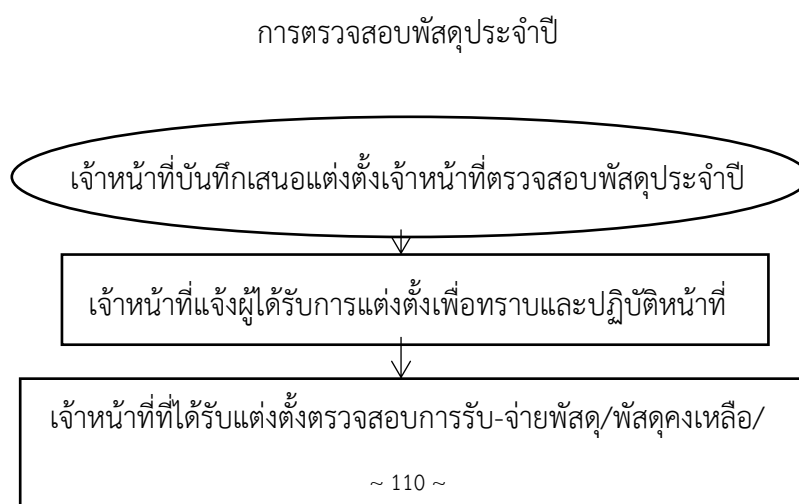 การตรวจสอบพัสดุประจำปี
เจ้าหน้าที่บันทึกเสนอแต่งตั้งเจ้าหน้าที่ตรวจสอบพัสดุประจำปี
เจ้าหน้าที่แจ้งผู้ได้รับการแต่งตั้งเพื่อทราบและปฏิบัติหน้าที่
เจ้าหน้าที่ที่ได้รับแต่งตั้งตรวจสอบการรับ-จ่ายพัสดุ/พัสดุคงเหลือ/
~ 110 ~